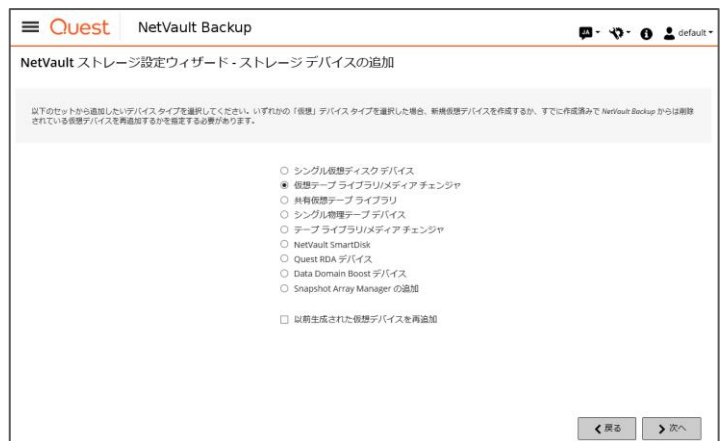 Quest NetVault Backup
JA default
NetVault ストレージ設定ウィザード - ストレージ デバイスの追加
以下のセットから追加したいデバイス タイプを選択してください。いずれかの「仮想」デバイス タイプを選択した場合、新規仮想デバイスを作成するか、すでに作成済みで NetVault Backup からは削除
されている仮想デバイスを再追加するかを指定する必要があります。
シングル仮想ディスク デバイス
仮想テープ ライブラリ/メディア チェンジャ
共有仮想テープ ライブラリ
シングル物理テープ デバイス
テープ ライブラリ/メディア チェンジャ
NetVault SmartDisk
Quest RDA デバイス
Data Domain Boost デバイス
Snapshot Array Manager の追加
以前生成された仮想デバイスを再追加
戻る 次へ